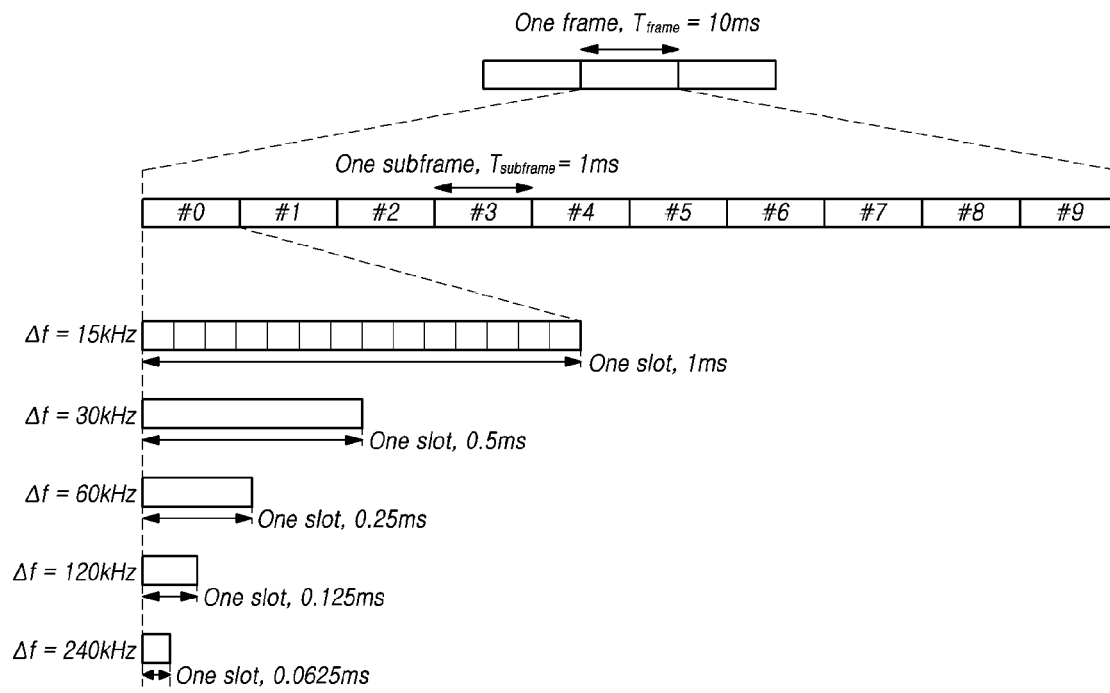 One frame, Tframe = 10ms
One subframe, Tsubframe = 1ms
#0 #1 #2 #3 #4 #5 #6 #7 #8 #9
Δf = 15kHz
One slot, 1ms
Δf = 30kHz
One slot, 0.5ms
Δf = 60kHz
One slot, 0.25ms
Δf = 120kHz
One slot, 0.125ms
Δf = 240kHz
One slot, 0.0625ms